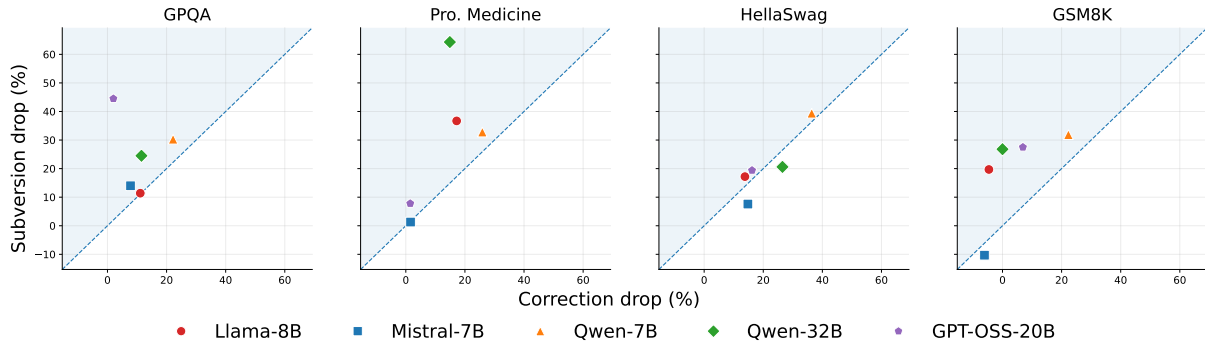 GPQA
Pro. Medicine
HellaSwag
GSM8K
Subversion drop (%)
60
50
40
30
20
10
0
−10
0 20 40 60
0 20 40 60
0 20 40 60
0 20 40 60
Correction drop (%)
Llama-8B Mistral-7B Qwen-7B Qwen-32B GPT-OSS-20B